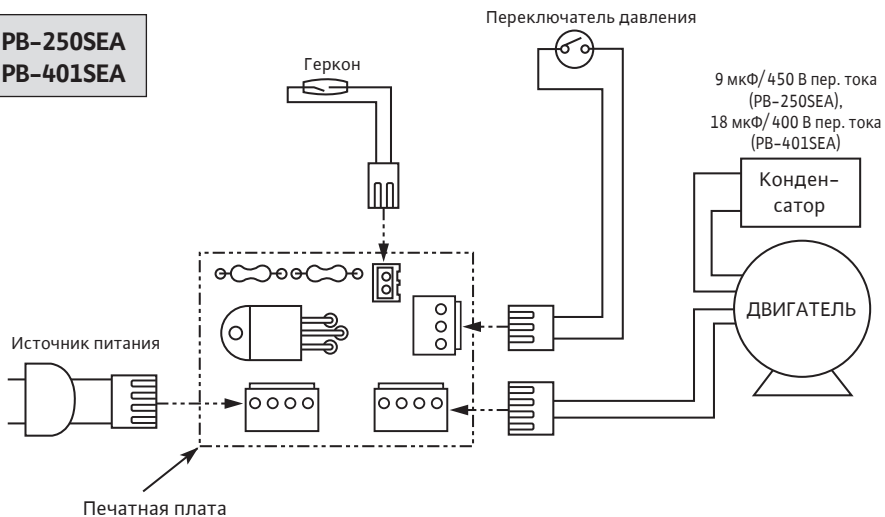 PB-250SEA
PB-401SEA
Переключатель давления
Геркон
9 мкФ/450 В пер. тока
(PB-250SEA),
18 мкФ/400 В пер. тока
(PB-401SEA)
Конден-
сатор
ДВИГАТЕЛЬ
Источник питания
Печатная плата